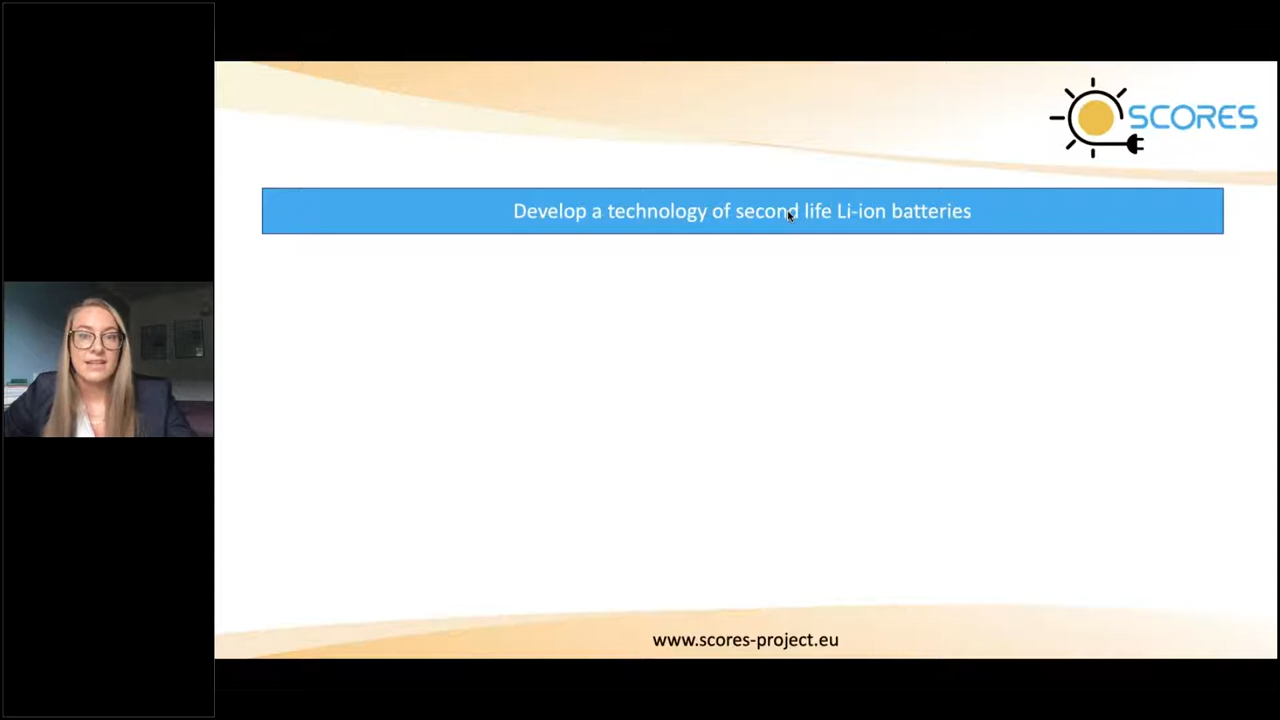 SCORES
Develop a technology of second life Li-ion batteries
www.scores-project.eu